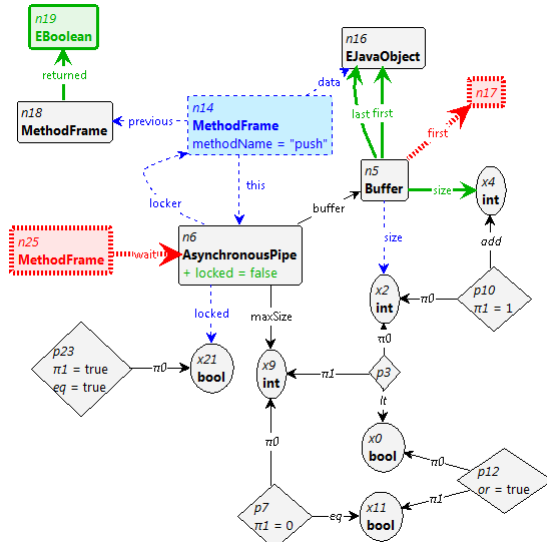 n19
EBoolean
n16
EJavaObject
returned
data
n17
n18
MethodFrame
previous
n14
MethodFrame
methodName = "push"
last
first
first
n5
Buffer
x4
int
size
locker
this
buffer
n25
MethodFrame
wait
n6
AsynchronousPipe
+ locked = false
size
add
x2
int
π0
p10
π1 = 1
locked
maxSize
p23
π1 = true
eq = true
π0
x21
bool
x9
int
π1
π0
p3
lt
π0
x0
bool
π0
p12
or = true
p7
π1 = 0
eq
x11
bool
π1